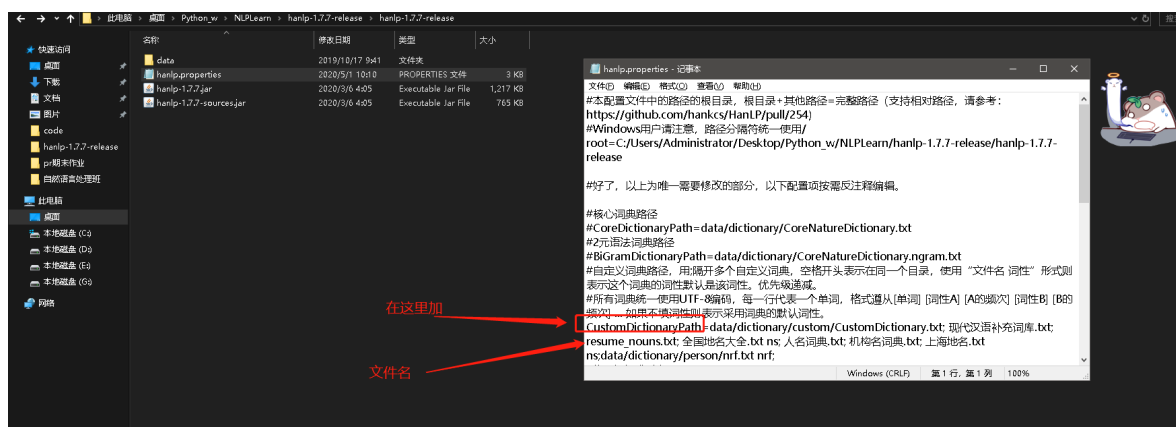 此电脑 › 桌面 › Python_w › NLPLearn › hanlp-1.7.7-release › hanlp-1.7.7-release
名称 修改日期 类型 大小
快速访问
桌面
下载
文档
图片
code
hanlp-1.7.7-release
pr期末作业
自然语言处理班
此电脑
桌面
本地磁盘 (C:)
本地磁盘 (D:)
本地磁盘 (E:)
本地磁盘 (G:)
网络
data 2019/10/17 9:41 文件夹
hanlp.properties 2020/5/1 10:10 PROPERTIES 文件 3 KB
hanlp-1.7.7.jar 2020/3/6 4:05 Executable Jar File 1,217 KB
hanlp-1.7.7-sources.jar 2020/3/6 4:05 Executable Jar File 765 KB
hanlp.properties - 记事本
文件(F) 编辑(E) 格式(O) 查看(V) 帮助(H)
#本配置文件中的路径的根目录，根目录+其他路径=完整路径（支持相对路径，请参考：
https://github.com/hankcs/HanLP/pull/254)
#Windows用户请注意，路径分隔符统一使用/
root=C:/Users/Administrator/Desktop/Python_w/NLPLearn/hanlp-1.7.7-release/hanlp-1.7.7-
release
#好了，以上为唯一需要修改的部分，以下配置项按需反注释编辑。
#核心词典路径
#CoreDictionaryPath=data/dictionary/CoreNatureDictionary.txt
#2元语法词典路径
#BiGramDictionaryPath=data/dictionary/CoreNatureDictionary.ngram.txt
#自定义词典路径，用;隔开多个自定义词典，空格开头表示在同一个目录，使用“文件名 词性”形式则
表示这个词典的词性默认是该词性。优先级递减。
#所有词典统一使用UTF-8编码，每一行代表一个单词，格式遵从[单词] [词性A] [A的频次] [词性B] [B的
频次] ... 如果不填词性则表示采用词典的默认词性。
CustomDictionaryPath=data/dictionary/custom/CustomDictionary.txt; 现代汉语补充词库.txt;
resume_nouns.txt; 全国地名大全.txt ns; 人名词典.txt; 机构名词典.txt; 上海地名.txt
ns;data/dictionary/person/nrf.txt nrf;
Windows (CRLF) 第 1 行，第 1 列 100%
在这里加
文件名